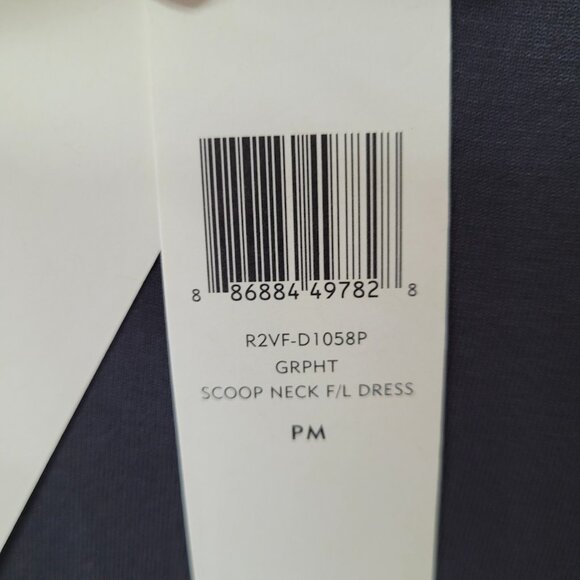 8 86884 49782 8
R2VF-D1058P
GRPHT
SCOOP NECK F/L DRESS
PM